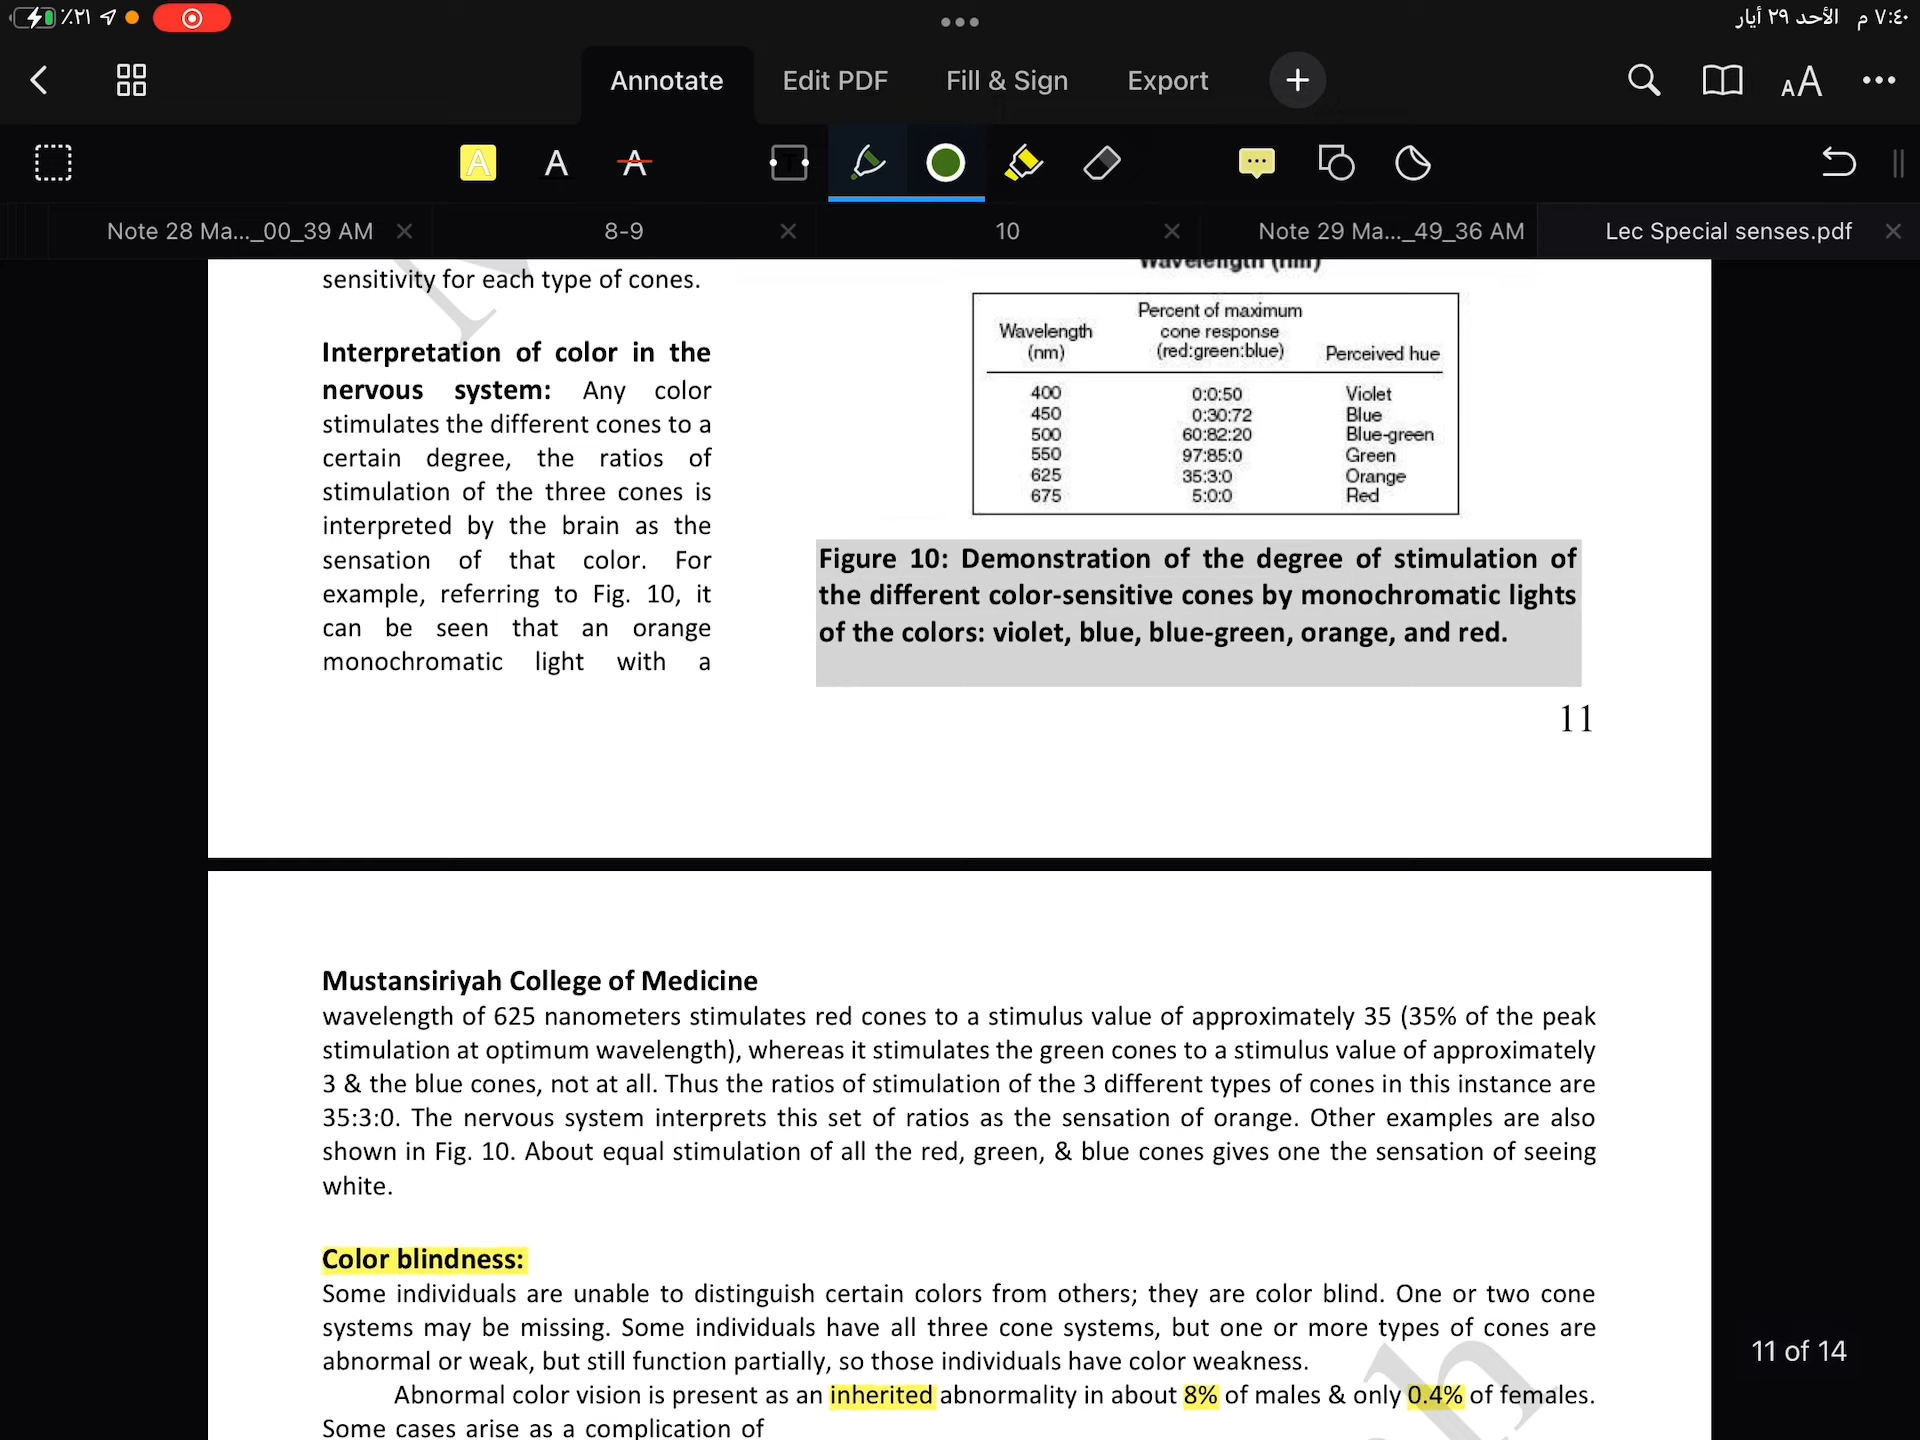 ٪٢١
٧:٤٠ م الأحد ٢٩ أيار
Annotate
Edit PDF
Fill & Sign
Export
AA
A
A
A
T
Note 28 Ma..._00_39 AM
8-9
10
Note 29 Ma..._49_36 AM
Lec Special senses.pdf
sensitivity for each type of cones.
Interpretation of color in the
nervous system: Any color
stimulates the different cones to a
certain degree, the ratios of
stimulation of the three cones is
interpreted by the brain as the
sensation of that color. For
example, referring to Fig. 10, it
can be seen that an orange
monochromatic light with a
Wavelength (nm)
Wavelength (nm) Percent of maximum cone response (red:green:blue) Perceived hue
400 0:0:50 Violet
450 0:30:72 Blue
500 60:82:20 Blue-green
550 97:85:0 Green
625 35:3:0 Orange
675 5:0:0 Red
Figure 10: Demonstration of the degree of stimulation of
the different color-sensitive cones by monochromatic lights
of the colors: violet, blue, blue-green, orange, and red.
11
Mustansiriyah College of Medicine
wavelength of 625 nanometers stimulates red cones to a stimulus value of approximately 35 (35% of the peak
stimulation at optimum wavelength), whereas it stimulates the green cones to a stimulus value of approximately
3 & the blue cones, not at all. Thus the ratios of stimulation of the 3 different types of cones in this instance are
35:3:0. The nervous system interprets this set of ratios as the sensation of orange. Other examples are also
shown in Fig. 10. About equal stimulation of all the red, green, & blue cones gives one the sensation of seeing
white.
Color blindness:
Some individuals are unable to distinguish certain colors from others; they are color blind. One or two cone
systems may be missing. Some individuals have all three cone systems, but one or more types of cones are
abnormal or weak, but still function partially, so those individuals have color weakness.
Abnormal color vision is present as an inherited abnormality in about 8% of males & only 0.4% of females.
Some cases arise as a complication of
11 of 14